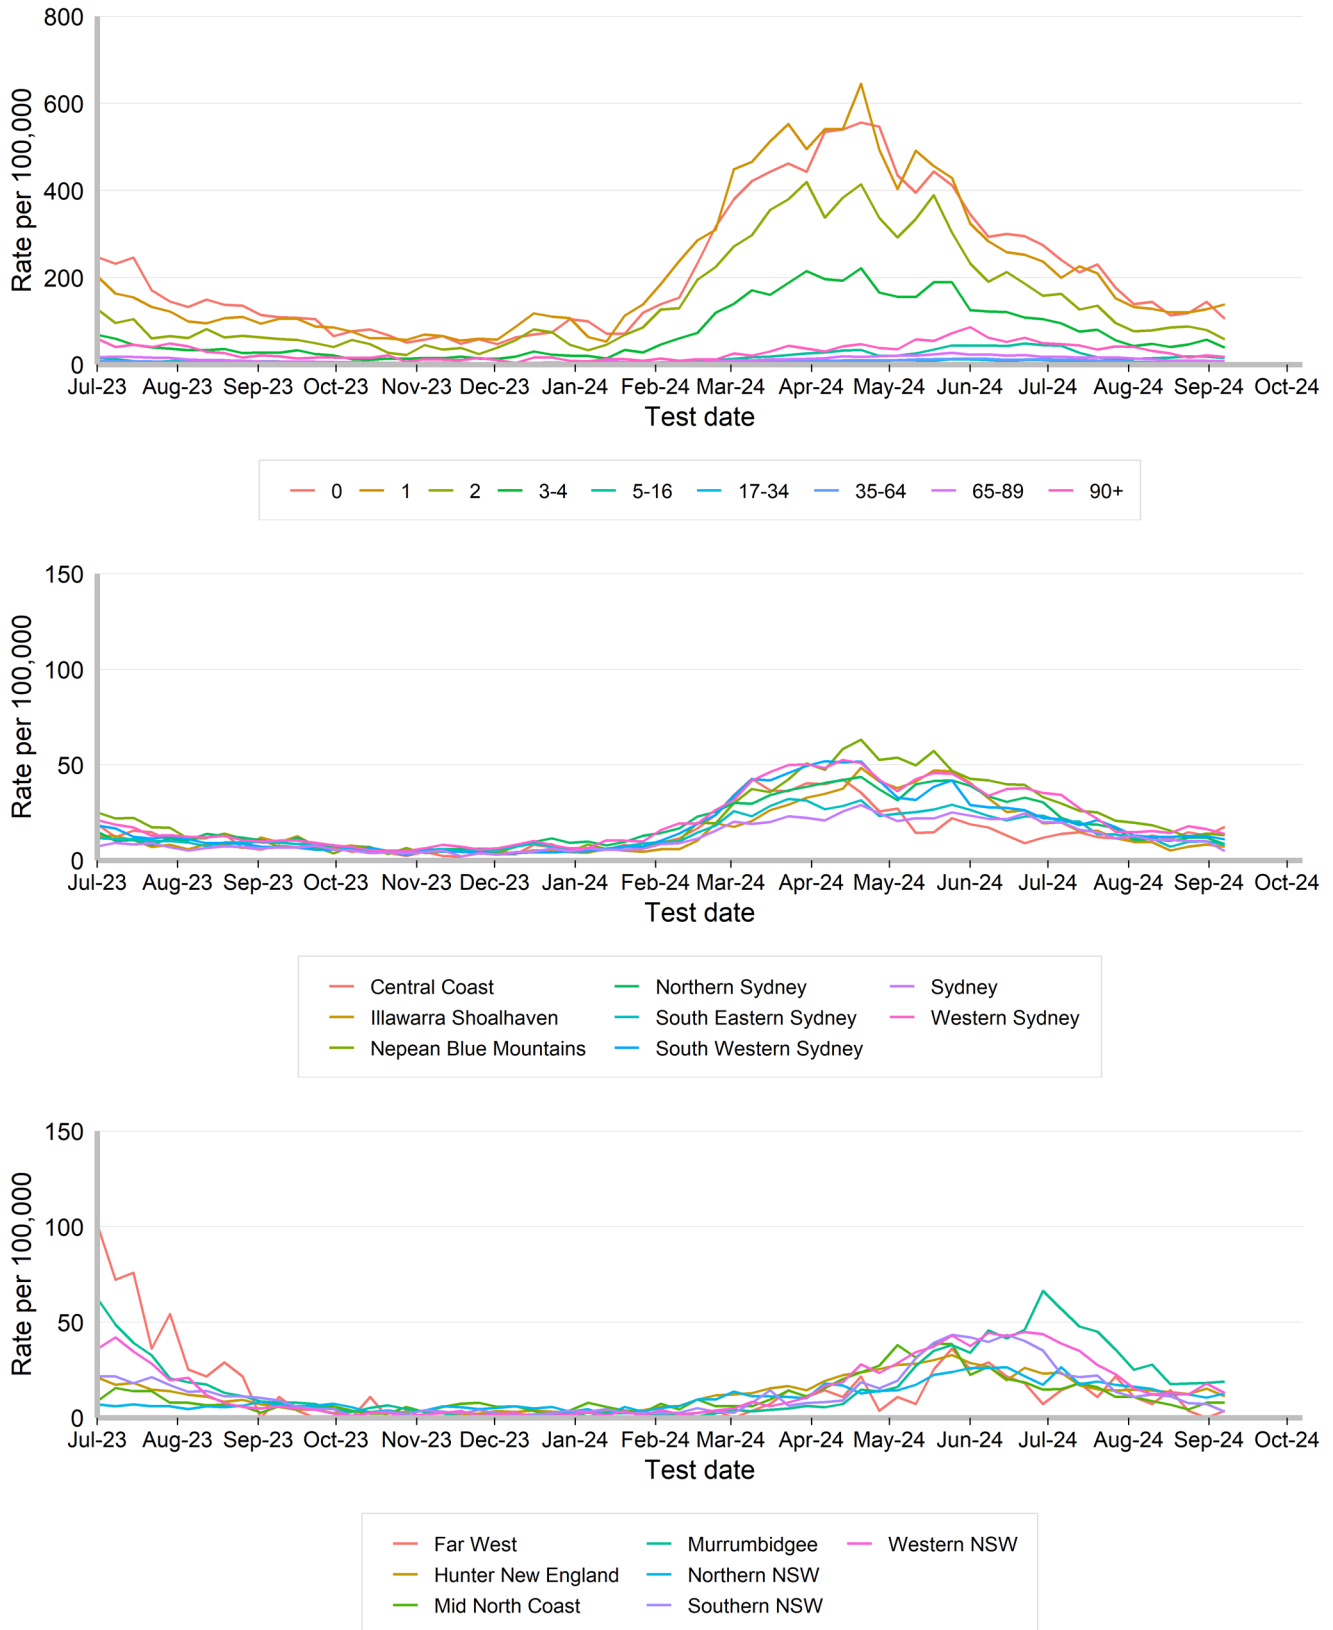 800
600
400
200
0
Rate per 100,000
Jul-23 Aug-23 Sep-23 Oct-23 Nov-23 Dec-23 Jan-24 Feb-24 Mar-24 Apr-24 May-24 Jun-24 Jul-24 Aug-24 Sep-24 Oct-24
Test date
0 1 2 3-4 5-16 17-34 35-64 65-89 90+
150
100
50
0
Rate per 100,000
Jul-23 Aug-23 Sep-23 Oct-23 Nov-23 Dec-23 Jan-24 Feb-24 Mar-24 Apr-24 May-24 Jun-24 Jul-24 Aug-24 Sep-24 Oct-24
Test date
Central Coast Northern Sydney Sydney
Illawarra Shoalhaven South Eastern Sydney Western Sydney
Nepean Blue Mountains South Western Sydney
150
100
50
0
Rate per 100,000
Jul-23 Aug-23 Sep-23 Oct-23 Nov-23 Dec-23 Jan-24 Feb-24 Mar-24 Apr-24 May-24 Jun-24 Jul-24 Aug-24 Sep-24 Oct-24
Test date
Far West Murrumbidgee Western NSW
Hunter New England Northern NSW
Mid North Coast Southern NSW